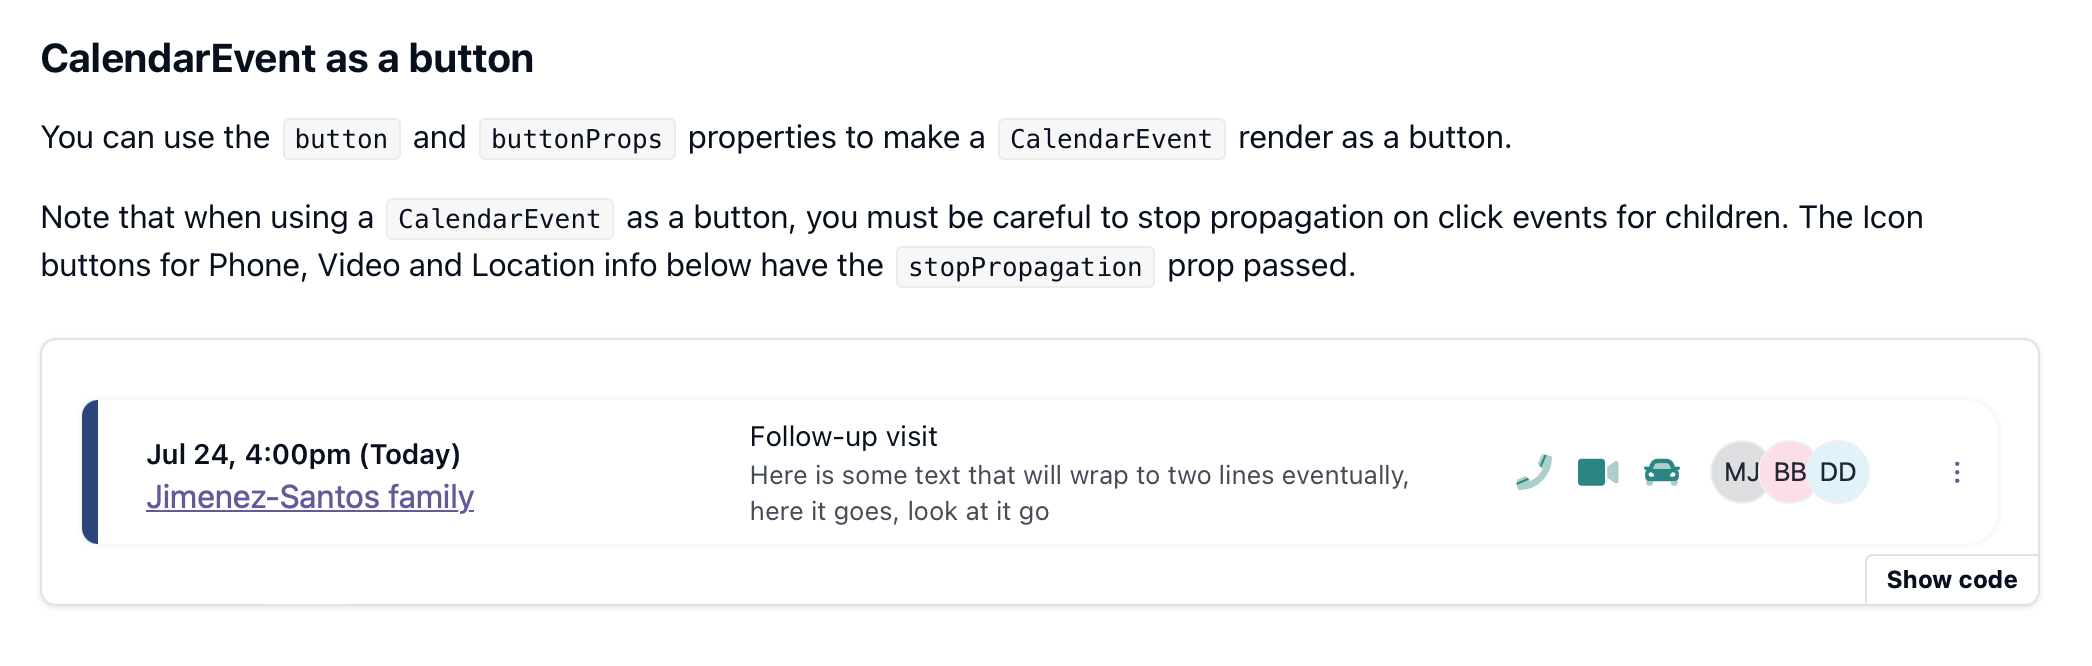 CalendarEvent as a button
You can use the button and buttonProps properties to make a CalendarEvent render as a button.
Note that when using a CalendarEvent as a button, you must be careful to stop propagation on click events for children. The Icon
buttons for Phone, Video and Location info below have the stopPropagation prop passed.
Jul 24, 4:00pm (Today)
Jimenez-Santos family
Follow-up visit
Here is some text that will wrap to two lines eventually,
here it goes, look at it go
MJ BB DD
Show code